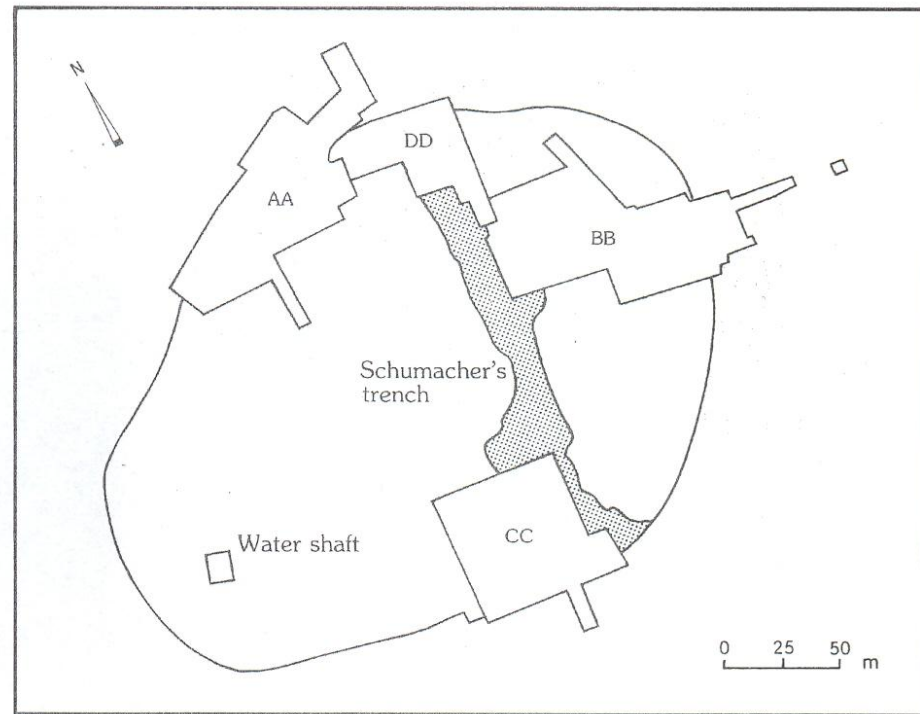 N
DD
AA
BB
Schumacher's
trench
CC
Water shaft
0 25 50 m